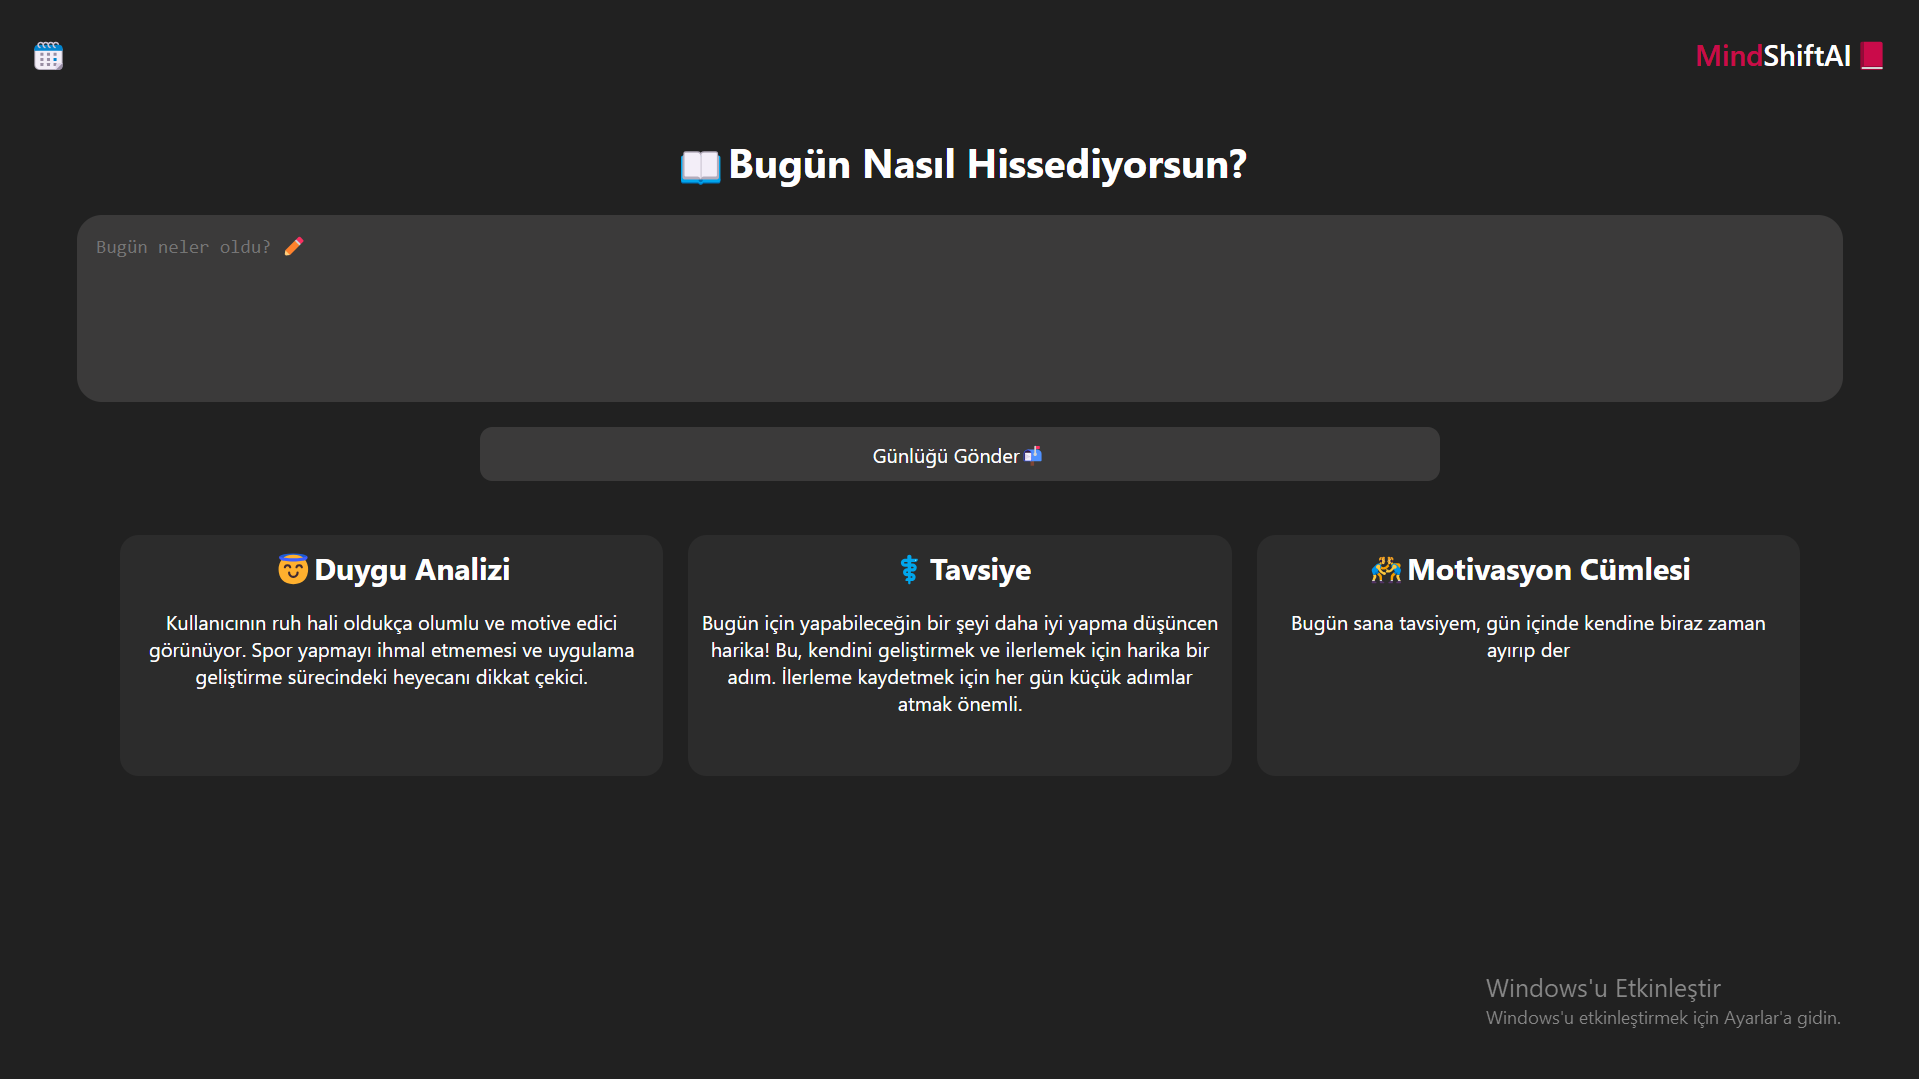 MindShiftAI
Bugün Nasıl Hissediyorsun?
Bugün neler oldu?
Günlüğü Gönder
Duygu Analizi
Kullanıcının ruh hali oldukça olumlu ve motive edici
görünüyor. Spor yapmayı ihmal etmemesi ve uygulama
geliştirme sürecindeki heyecanı dikkat çekici.
Tavsiye
Bugün için yapabileceğin bir şeyi daha iyi yapma düşüncen
harika! Bu, kendini geliştirmek ve ilerlemek için harika bir
adım. İlerleme kaydetmek için her gün küçük adımlar
atmak önemli.
Motivasyon Cümlesi
Bugün sana tavsiyem, gün içinde kendine biraz zaman
ayırıp der
Windows'u Etkinleştir
Windows'u etkinleştirmek için Ayarlar'a gidin.